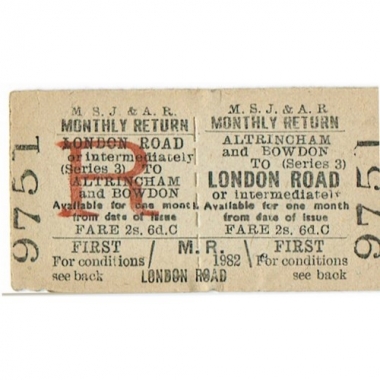 9751
M. S. J. & A. R.
MONTHLY RETURN
LONDON ROAD
or intermediately
(Series 3) TO
ALTRINCHAM
and BOWDON
Available for one month
from date of issue
FARE 2s. 6d. C
FIRST
For conditions
see back
R
M. S. J. & A. R
MONTHLY RETURN
ALTRINCHAM
and BOWDON
TO (Series 3)
LONDON ROAD
or intermediately
Available for one month
from date of issue
FARE 2s. 6d. C
/ M. R. \
1982
LONDON ROAD
FIRST
For conditions
see back
9751